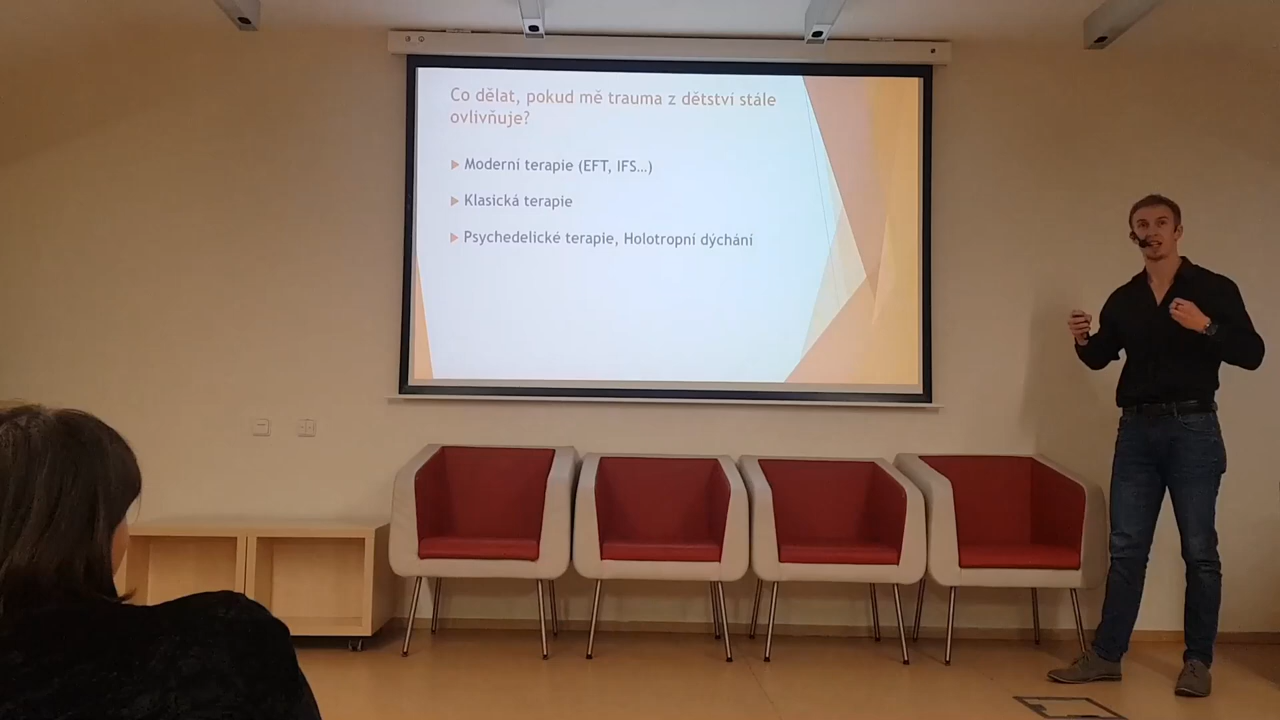 Co dělat, pokud mě trauma z dětství stále
ovlivňuje?
Moderní terapie (EFT, IFS…)
Klasická terapie
Psychedelické terapie, Holotropní dýchání